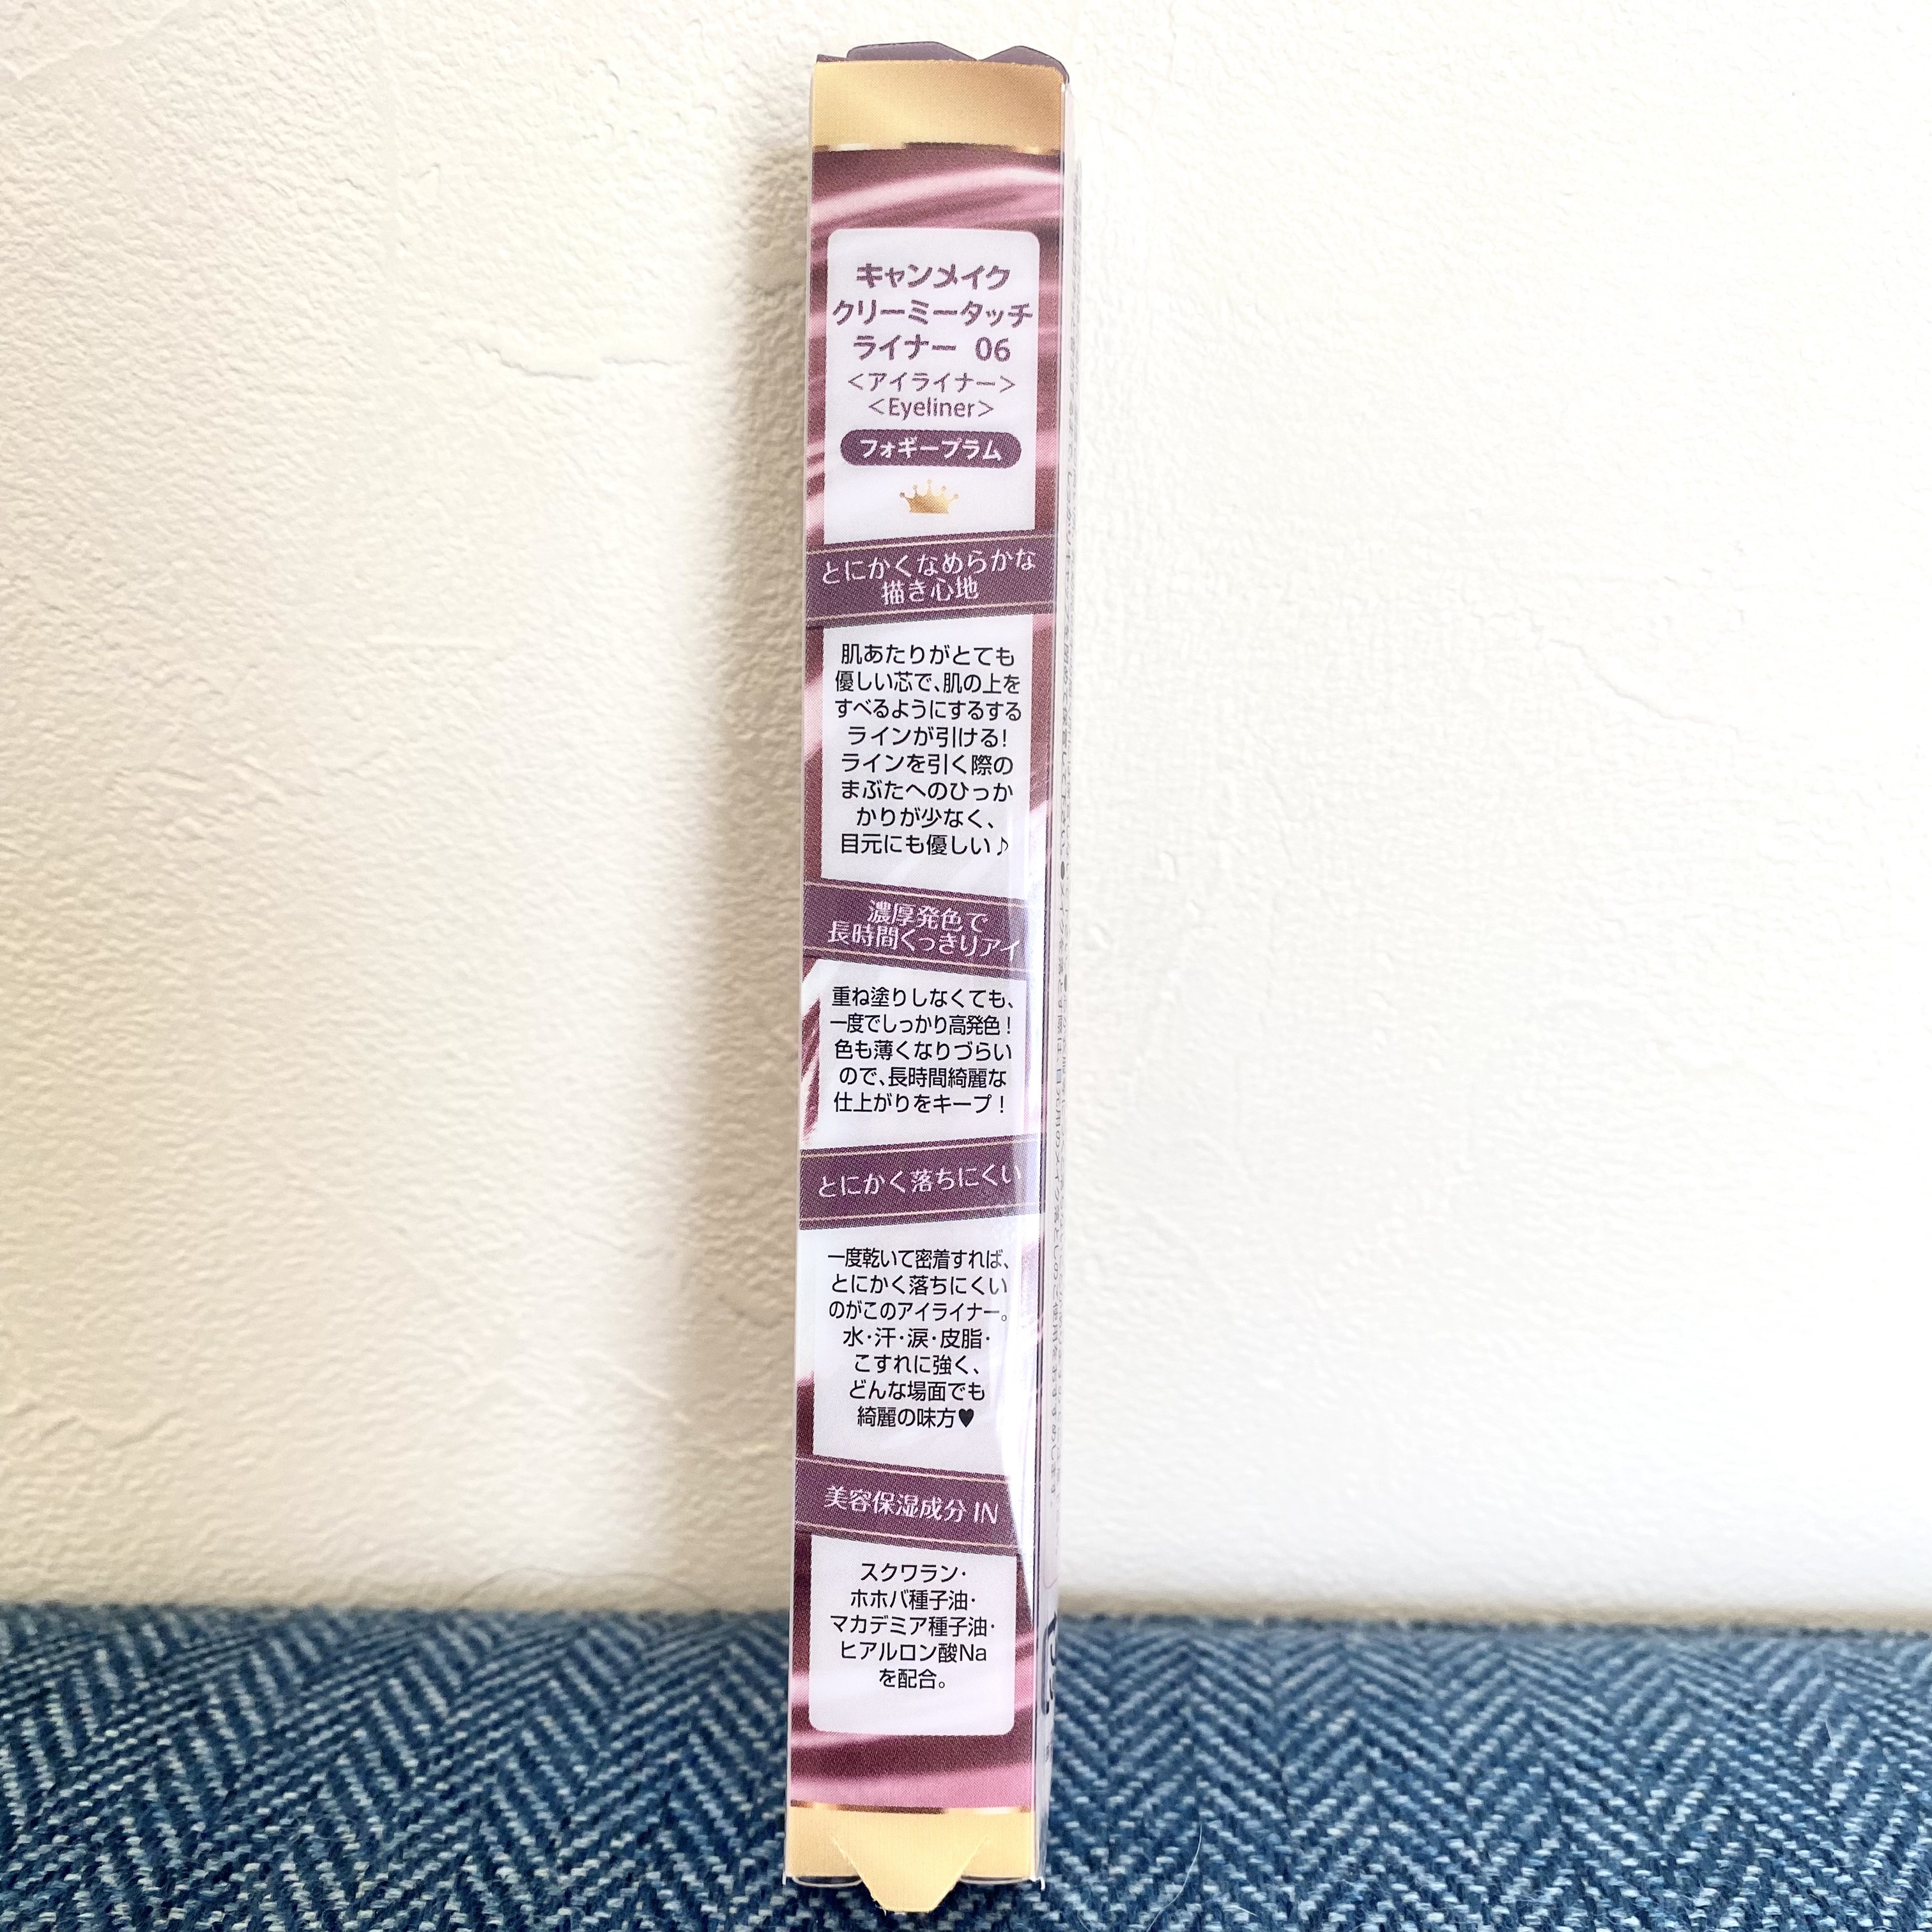 キャンメイク
クリーミータッチ
ライナー 06
<アイライナー>
<Eyeliner>
フォギープラム
とにかくなめらかな
描き心地
肌あたりがとても
優しい芯で、肌の上を
すべるようにするする
ラインが引ける!
ラインを引く際の
まぶたへのひっか
かりが少なく、
目元にも優しい♪
濃厚発色で
長時間くっきりアイ
重ね塗りしなくても、
一度でしっかり高発色!
色も薄くなりづらい
ので、長時間綺麗な
仕上がりをキープ!
とにかく落ちにくい
一度乾いて密着すれば、
とにかく落ちにくい
のがこのアイライナー。
水・汗・涙・皮脂・
こすれに強く、
どんな場面でも
綺麗の味方♥
美容保湿成分 IN
スクワラン・
ホホバ種子油・
マカデミア種子油・
ヒアルロン酸Na
を配合。